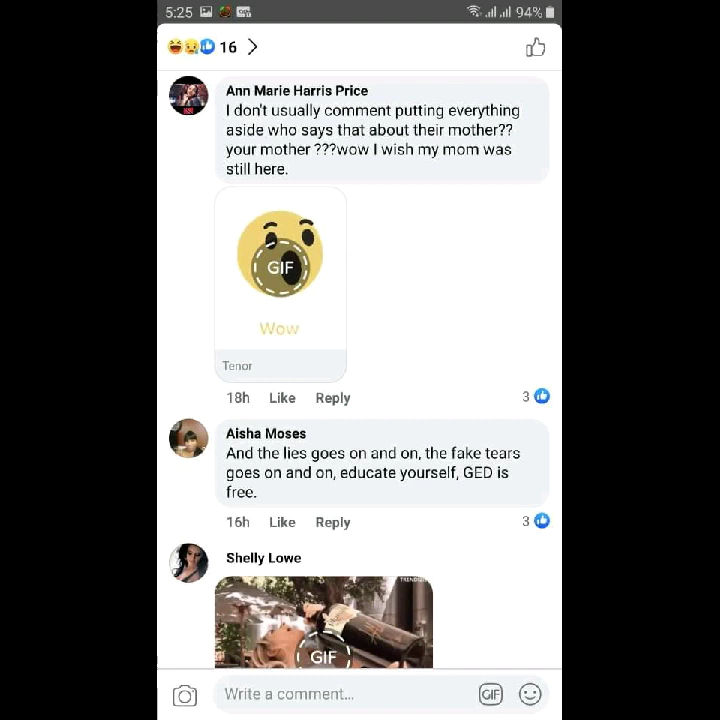 5:25
94%
16
Ann Marie Harris Price
I don't usually comment putting everything
aside who says that about their mother??
your mother ???wow I wish my mom was
still here.
GIF
Wow
Tenor
18h Like Reply 3
Aisha Moses
And the lies goes on and on, the fake tears
goes on and on, educate yourself, GED is
free.
16h Like Reply 3
Shelly Lowe
GIF
Write a comment...
GIF